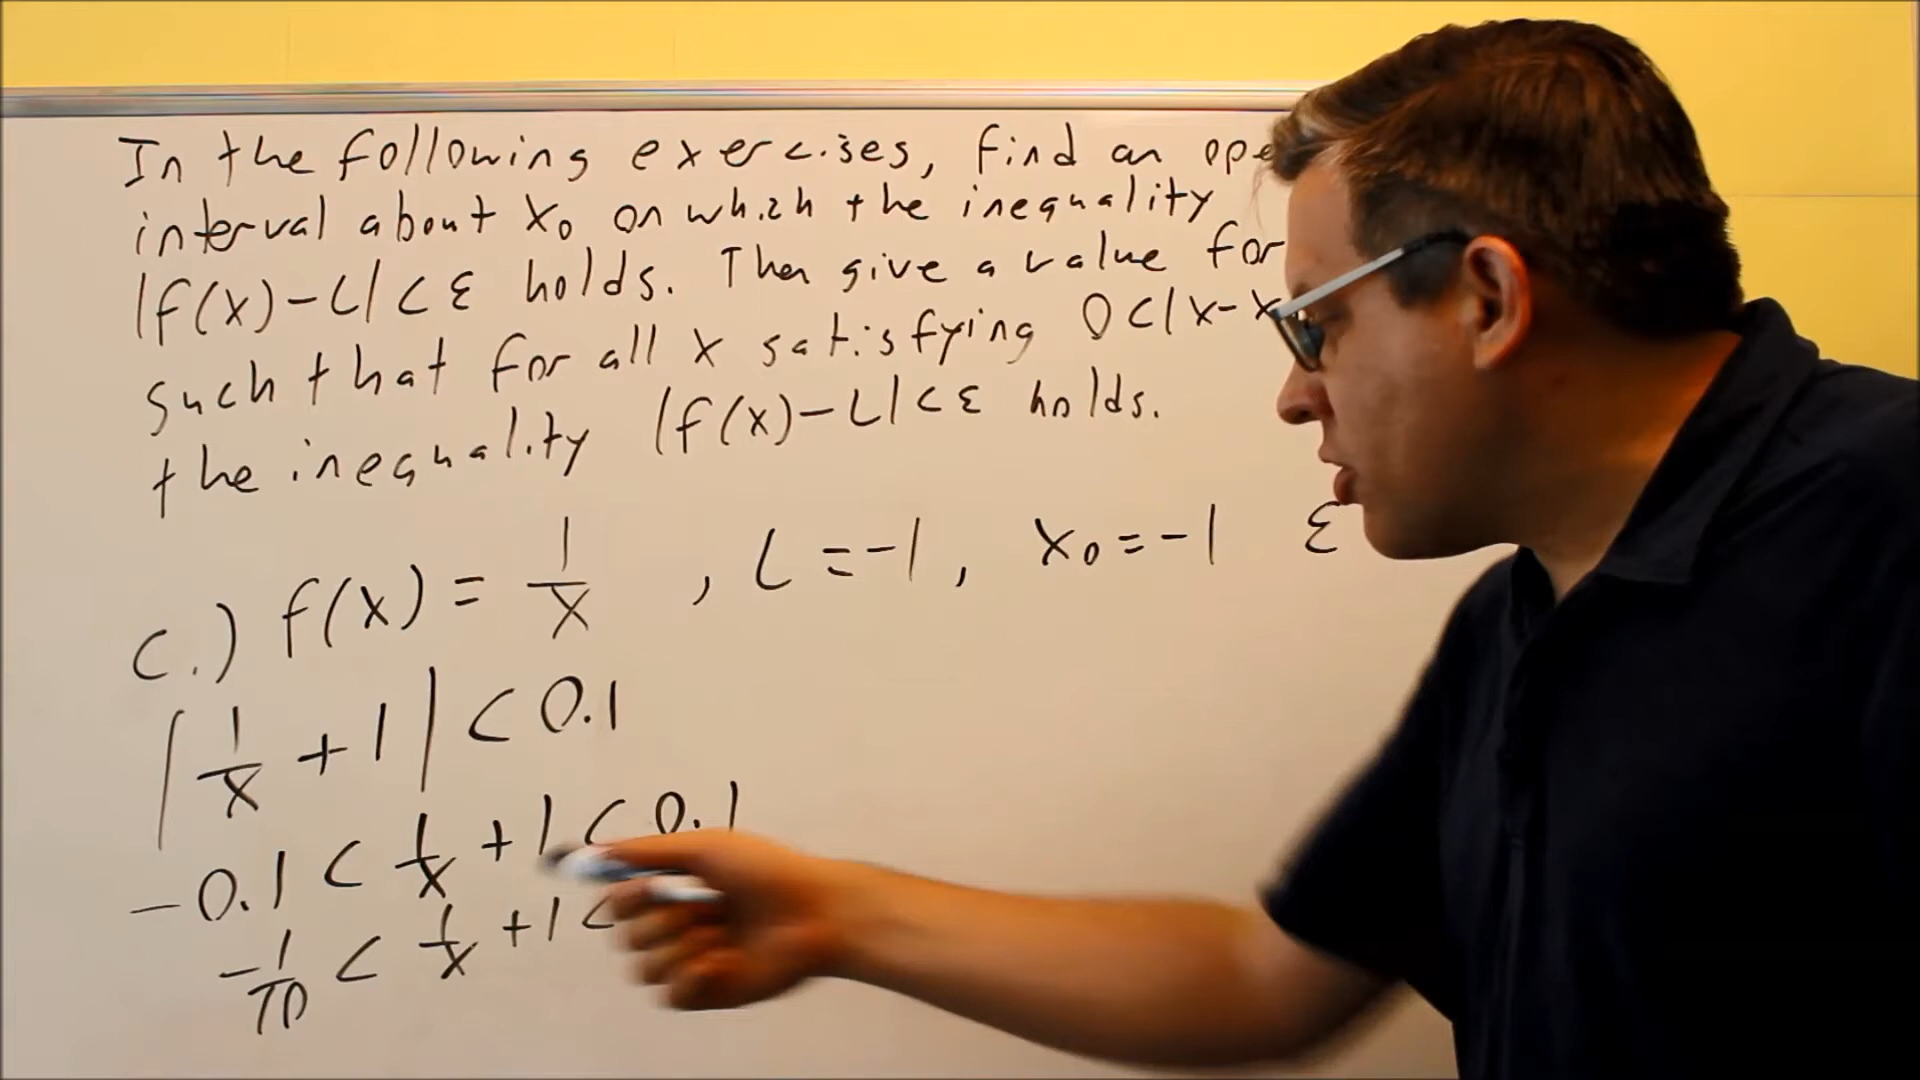 In the following exercises, find an ope
interval about x₀ on which the inequality
|f(x)-L|<ε holds. Then give a value for
such that for all x satisfying 0<|x-x
the inequality |f(x)-L|<ε holds.
c.) f(x) = 1/x , L = -1, x₀ = -1 ε
|1/x + 1| < 0.1
-0.1 < 1/x + 1 < 0.1
-1/10 < 1/x + 1 <